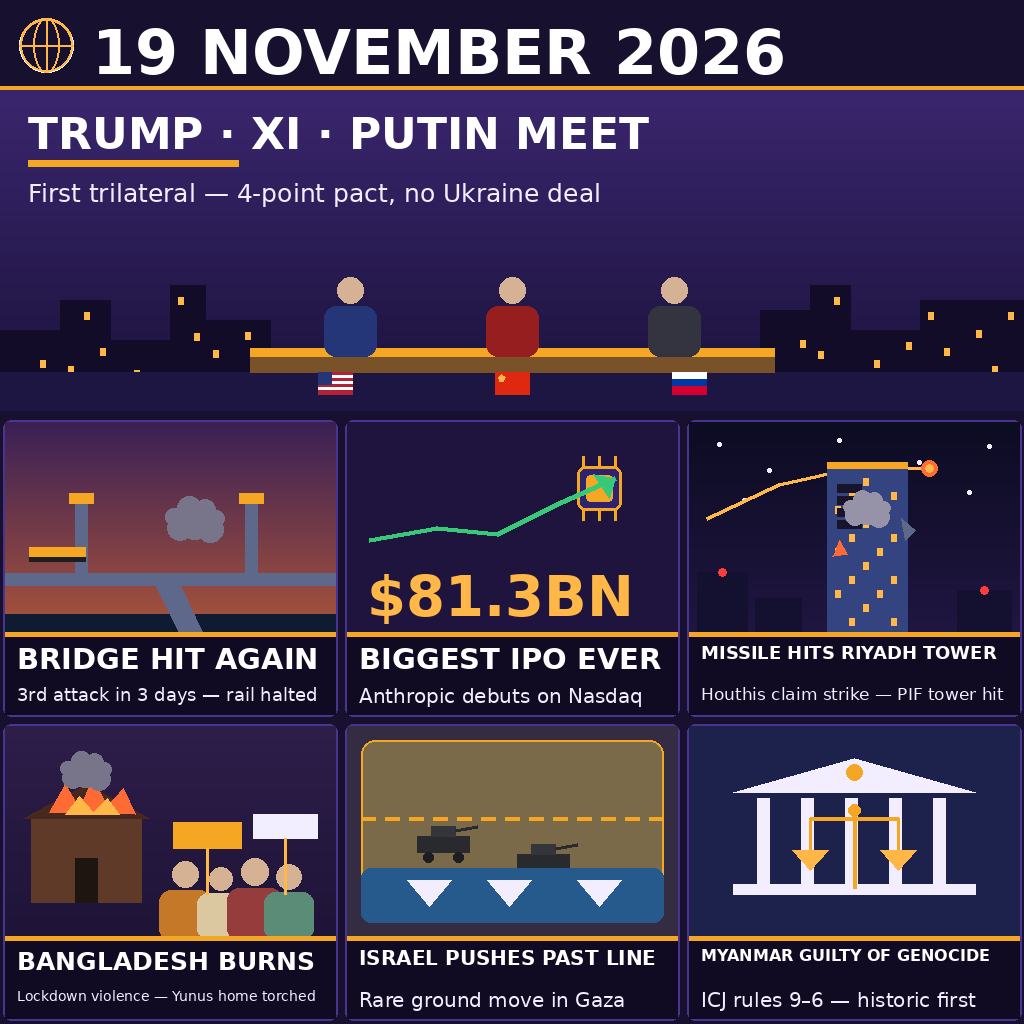 19 NOVEMBER 2026
TRUMP · XI · PUTIN MEET
First trilateral — 4-point pact, no Ukraine deal
BRIDGE HIT AGAIN
3rd attack in 3 days — rail halted
$81.3BN
BIGGEST IPO EVER
Anthropic debuts on Nasdaq
MISSILE HITS RIYADH TOWER
Houthis claim strike — PIF tower hit
BANGLADESH BURNS
Lockdown violence — Yunus home torched
ISRAEL PUSHES PAST LINE
Rare ground move in Gaza
MYANMAR GUILTY OF GENOCIDE
ICJ rules 9–6 — historic first